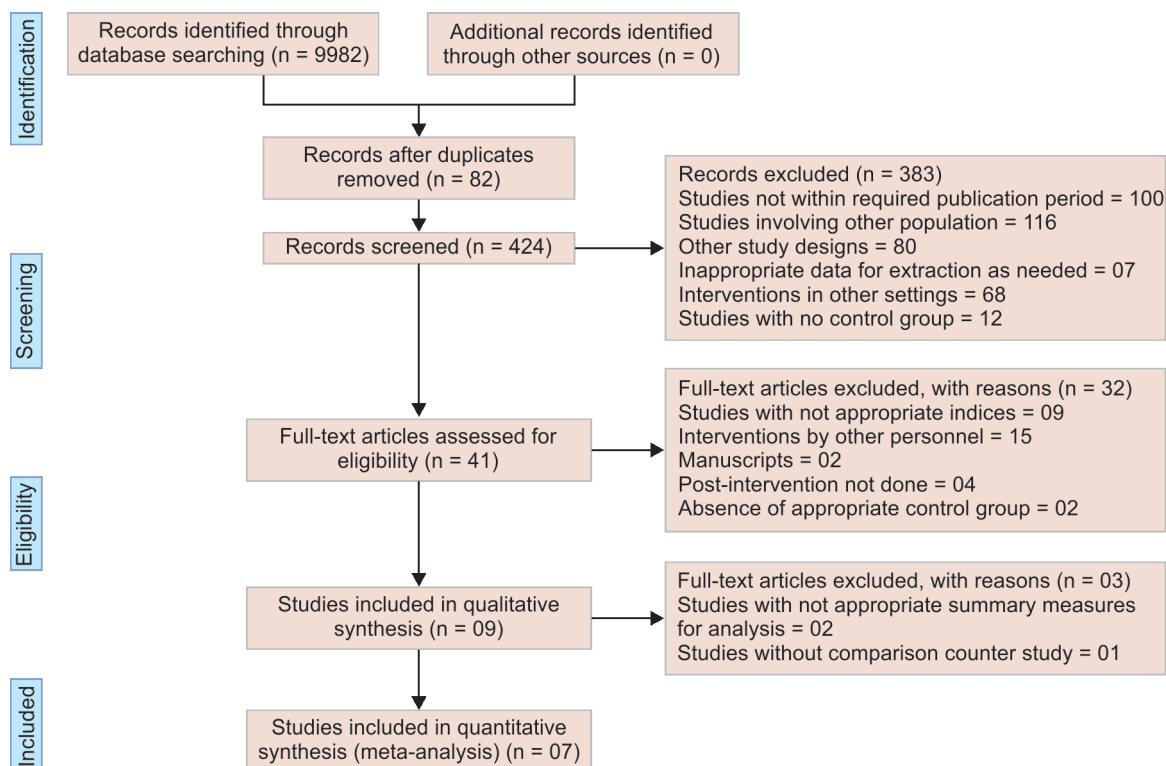 Identification
Records identified through
database searching (n = 9982)
Additional records identified
through other sources (n = 0)
Records after duplicates
removed (n = 82)
Screening
Records screened (n = 424)
Records excluded (n = 383)
Studies not within required publication period = 100
Studies involving other population = 116
Other study designs = 80
Inappropriate data for extraction as needed = 07
Interventions in other settings = 68
Studies with no control group = 12
Eligibility
Full-text articles assessed for
eligibility (n = 41)
Full-text articles excluded, with reasons (n = 32)
Studies with not appropriate indices = 09
Interventions by other personnel = 15
Manuscripts = 02
Post-intervention not done = 04
Absence of appropriate control group = 02
Studies included in qualitative
synthesis (n = 09)
Full-text articles excluded, with reasons (n = 03)
Studies with not appropriate summary measures
for analysis = 02
Studies without comparison counter study = 01
Included
Studies included in quantitative
synthesis (meta-analysis) (n = 07)